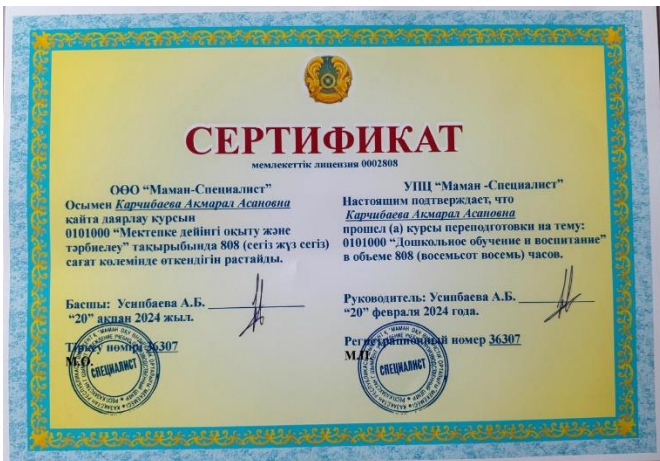 СЕРТИФИКАТ
мемлекеттік лицензия 0002808
ОӨО “Маман-Специалист”
Осымен Карчибаева Акмарал Асановна
қайта даярлау курсын
0101000 “Мектепке дейінгі оқыту және
тәрбиелеу” тақырыбында 808 (сегіз жүз сегіз)
сағат көлемінде өткендігін растайды.
Басшы: Усипбаева А.Б.
“20” ақпан 2024 жыл.
Тіркеу нөмірі 36307
М.О.
СПЕЦИАЛИСТ
УПЦ “Маман -Специалист”
Настоящим подтверждает, что
Карчибаева Акмарал Асановна
прошел (а) курсы переподготовки на тему:
0101000 “Дошкольное обучение и воспитание”
в объеме 808 (восемьсот восемь) часов.
Руководитель: Усипбаева А.Б.
“20” февраля 2024 года.
Регистрационный номер 36307
М.П.
СПЕЦИАЛИСТ